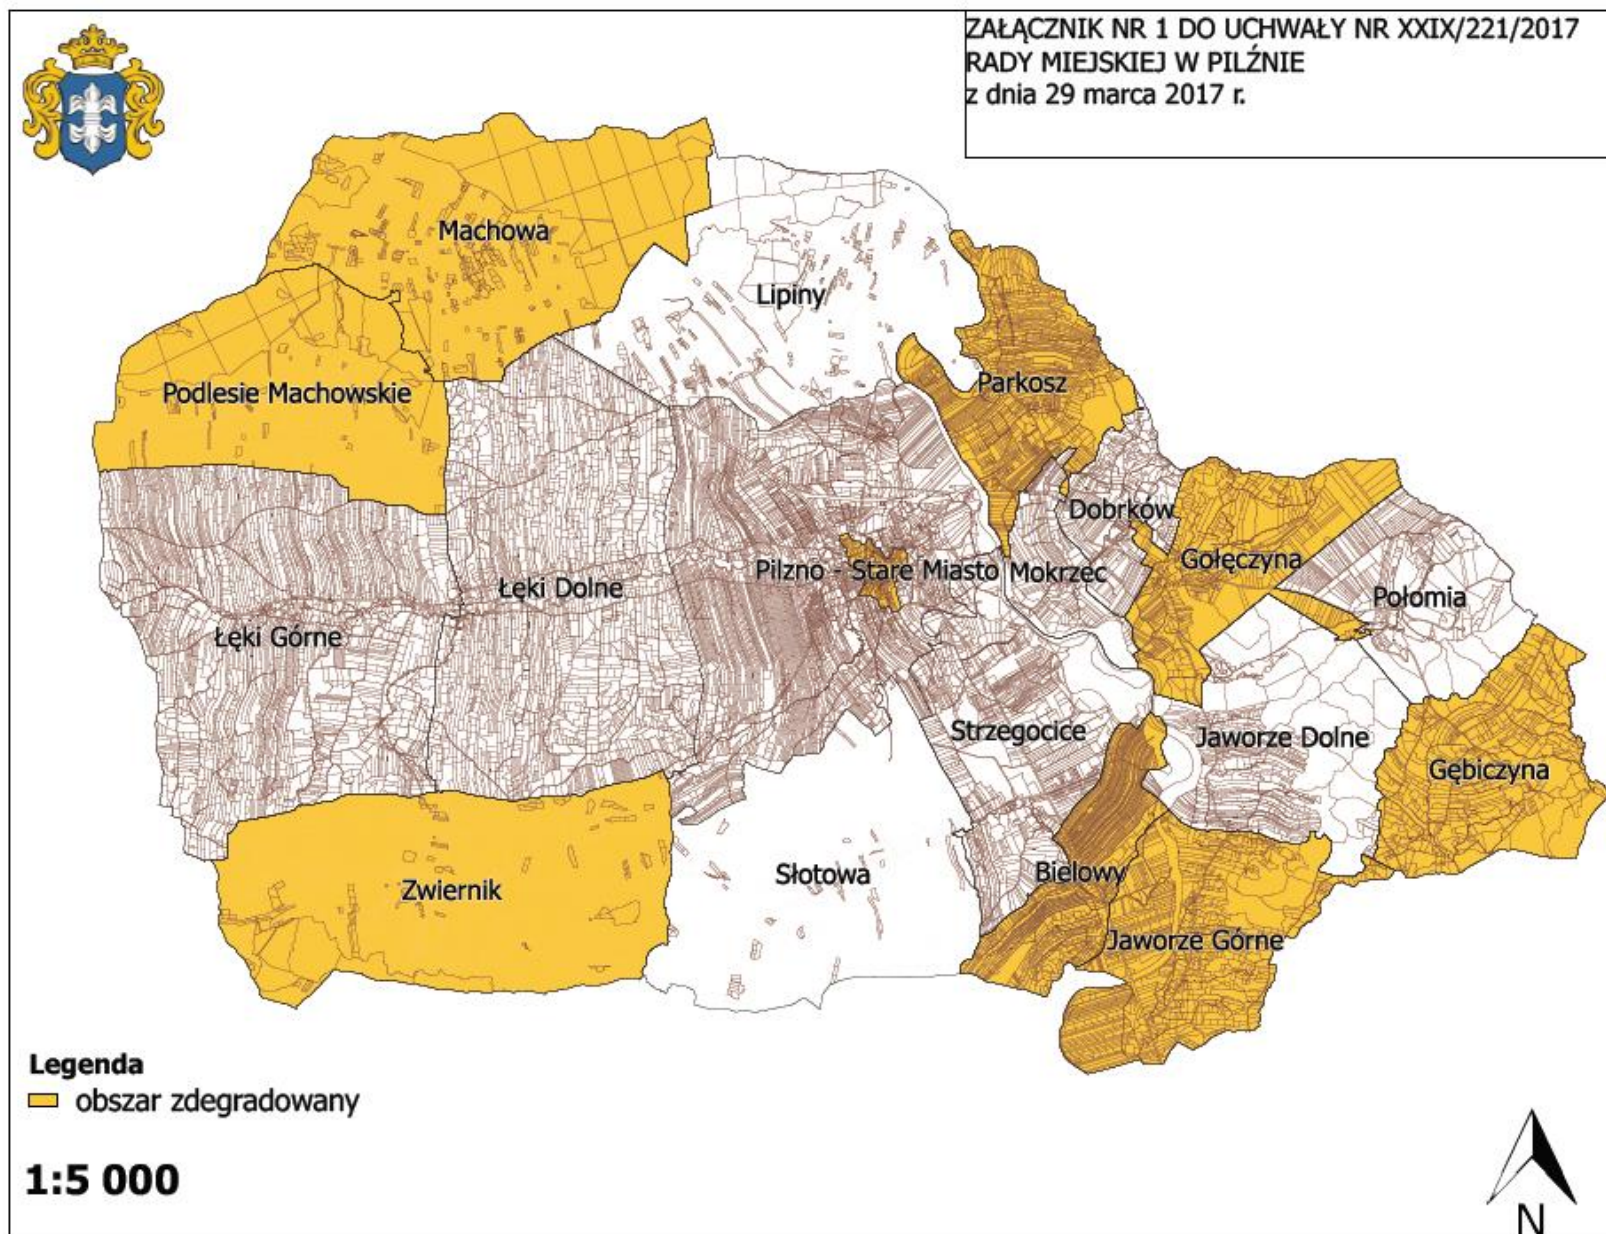 ZAŁĄCZNIK NR 1 DO UCHWAŁY NR XXIX/221/2017
RADY MIEJSKIEJ W PILŹNIE
z dnia 29 marca 2017 r.
Machowa
Lipiny
Podlesie Machowskie
Parkosz
Dobrków
Gołęczyna
Pilzno - Stare Miasto
Mokrzec
Łęki Dolne
Połomia
Łęki Górne
Strzegocice
Jaworze Dolne
Gębiczyna
Zwiernik
Słotowa
Bielowy
Jaworze Górne
Legenda
obszar zdegradowany
1:5 000
N